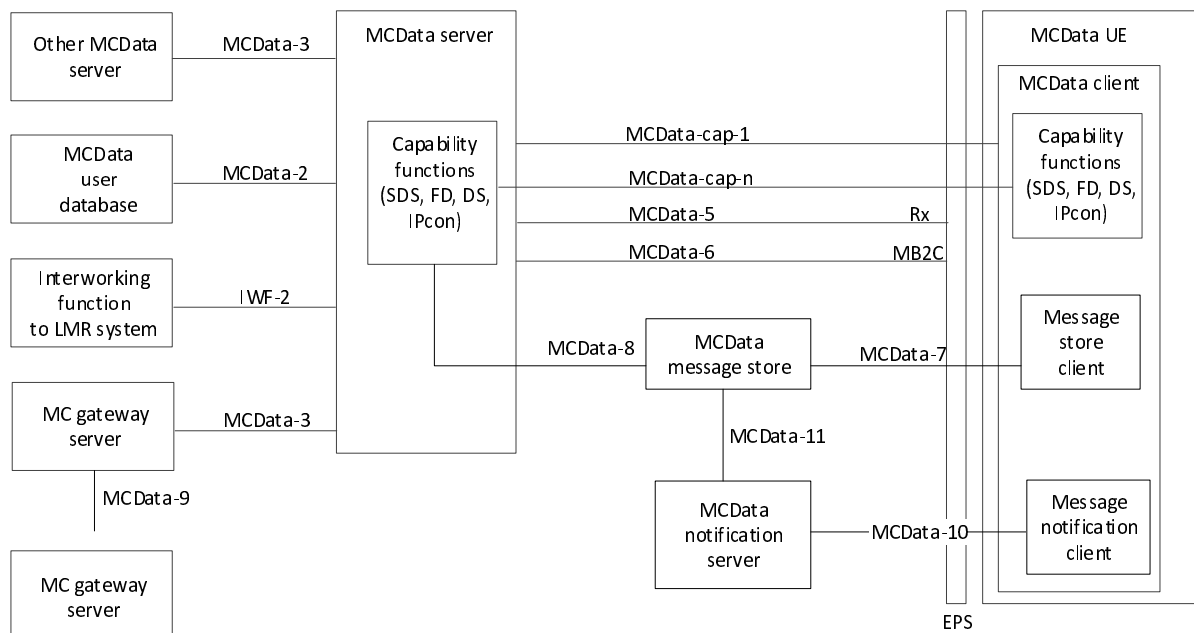 Other MCData
server
MCData-3
MCData server
MCData UE
MCData client
MCData
user
database
MCData-2
Capability
functions
(SDS, FD, DS,
IPcon)
MCData-cap-1
MCData-cap-n
MCData-5
Rx
MCData-6
MB2C
Capability
functions
(SDS, FD, DS,
IPcon)
Interworking
function
to LMR system
IWF-2
MCData-8
MCData
message store
MCData-7
Message
store
client
MC gateway
server
MCData-3
MCData-9
MCData-11
MCData
notification
server
MCData-10
Message
notification
client
MC gateway
server
EPS